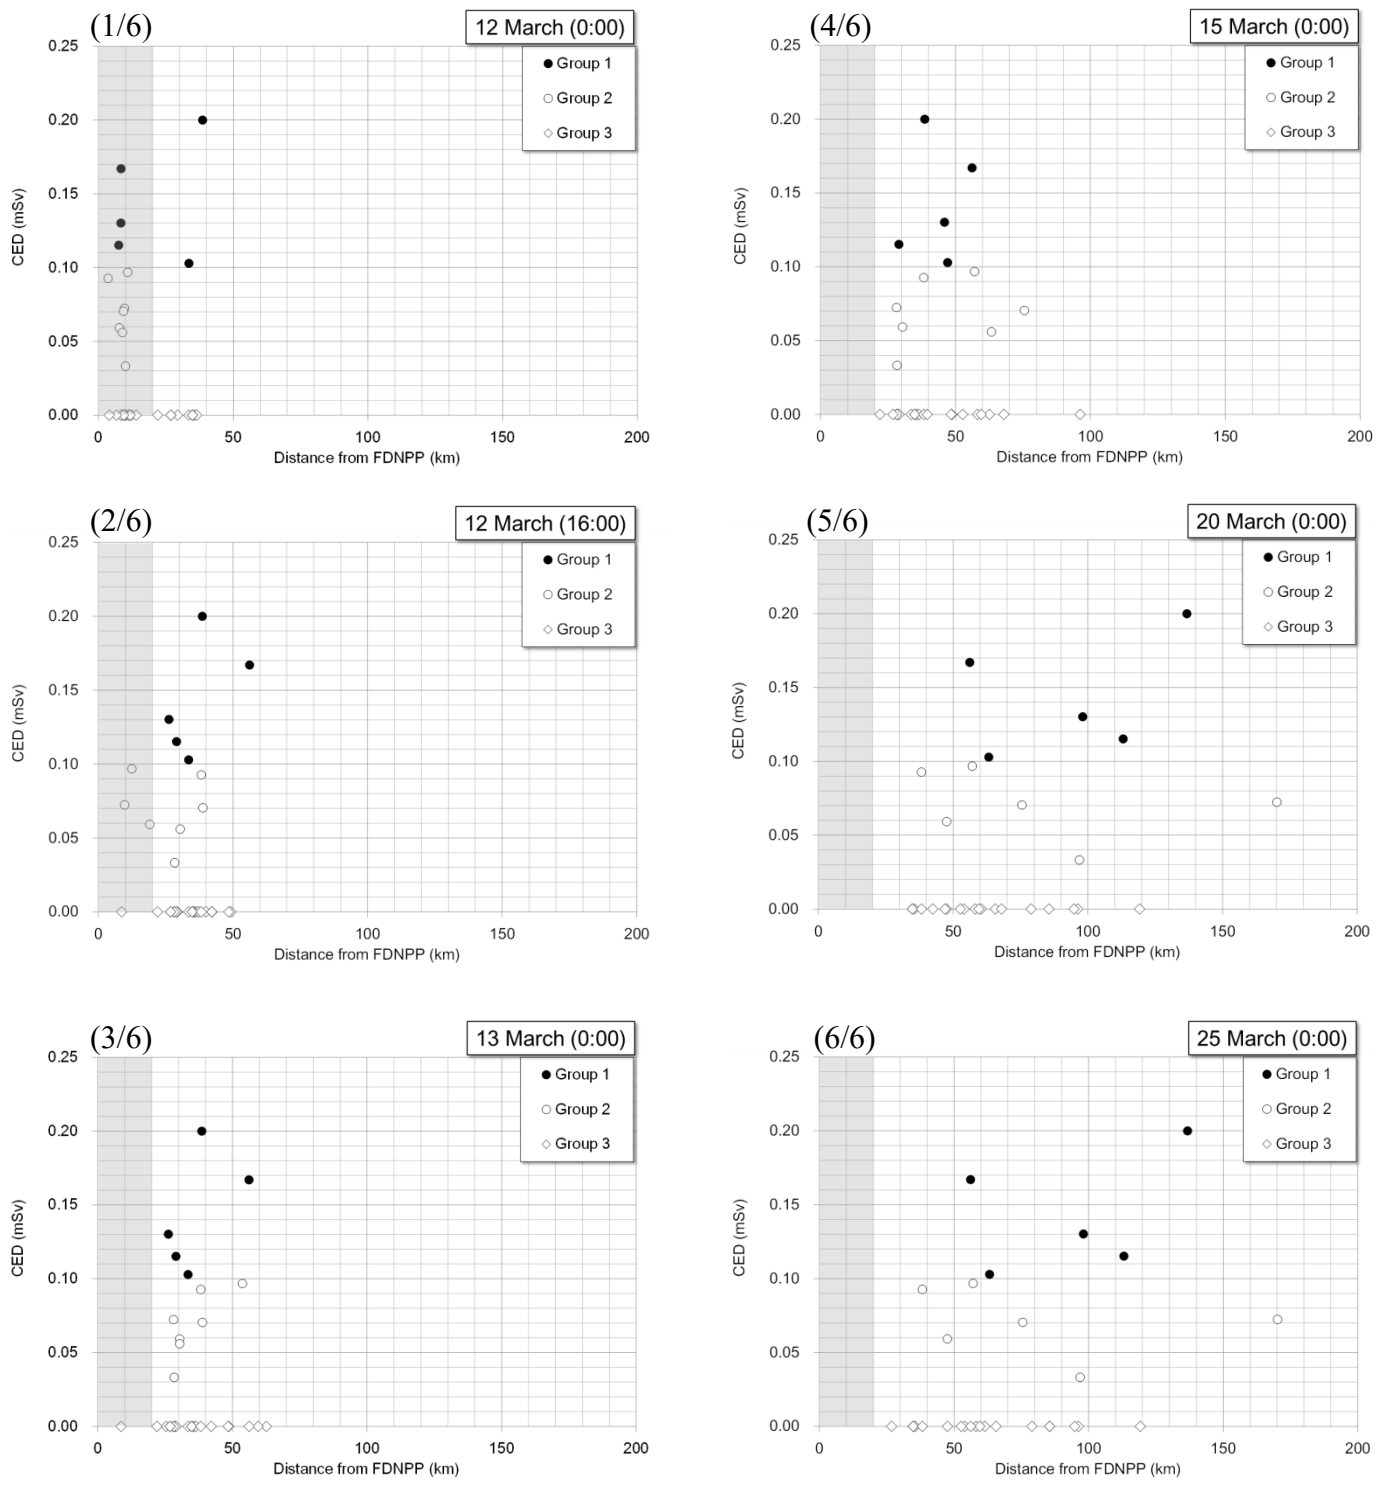 (1/6)
12 March (0:00)
0.25
0.20
0.15
0.10
0.05
0.00
CED (mSv)
Group 1
Group 2
Group 3
0 50 100 150 200
Distance from FDNPP (km)
(4/6)
15 March (0:00)
0.25
0.20
0.15
0.10
0.05
0.00
CED (mSv)
Group 1
Group 2
Group 3
0 50 100 150 200
Distance from FDNPP (km)
(2/6)
12 March (16:00)
0.25
0.20
0.15
0.10
0.05
0.00
CED (mSv)
Group 1
Group 2
Group 3
0 50 100 150 200
Distance from FDNPP (km)
(5/6)
20 March (0:00)
0.25
0.20
0.15
0.10
0.05
0.00
CED (mSv)
Group 1
Group 2
Group 3
0 50 100 150 200
Distance from FDNPP (km)
(3/6)
13 March (0:00)
0.25
0.20
0.15
0.10
0.05
0.00
CED (mSv)
Group 1
Group 2
Group 3
0 50 100 150 200
Distance from FDNPP (km)
(6/6)
25 March (0:00)
0.25
0.20
0.15
0.10
0.05
0.00
CED (mSv)
Group 1
Group 2
Group 3
0 50 100 150 200
Distance from FDNPP (km)